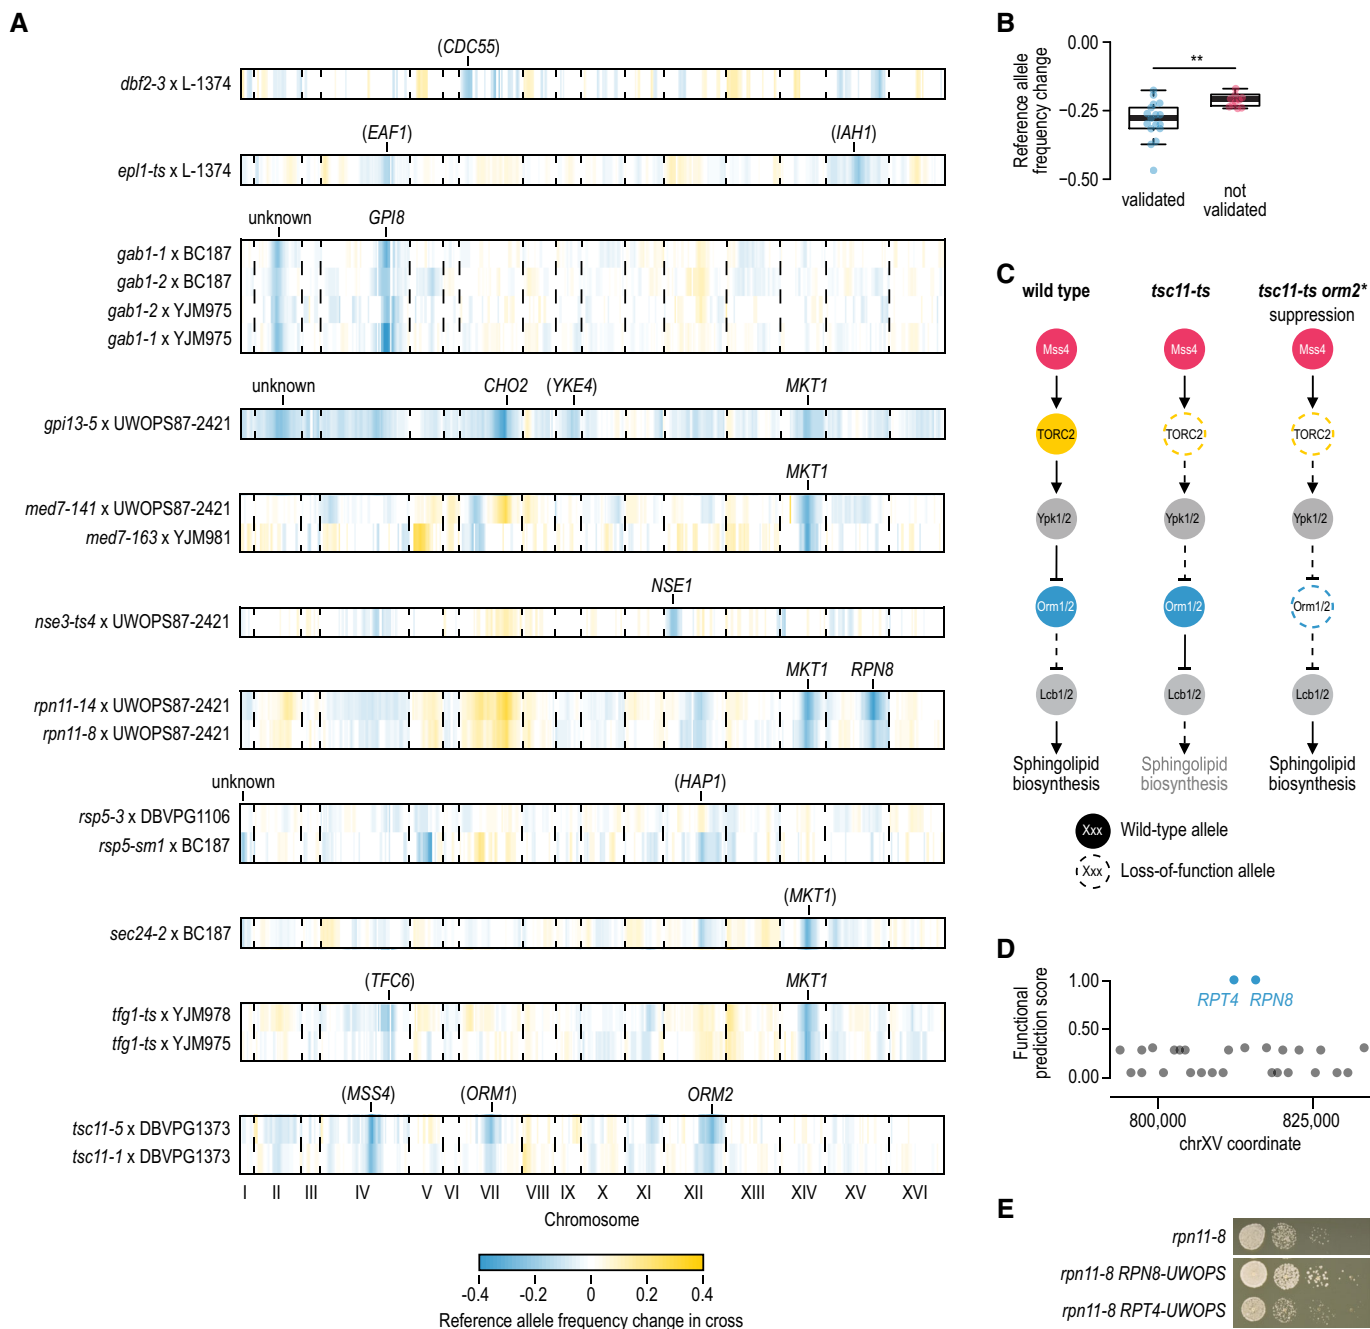 A
(CDC55)
dbf2-3 x L-1374
(EAF1) (IAH1)
epl1-ts x L-1374
unknown GPI8
gab1-1 x BC187
gab1-2 x BC187
gab1-2 x YJM975
gab1-1 x YJM975
unknown CHO2 (YKE4) MKT1
gpi13-5 x UWOPS87-2421
MKT1
med7-141 x UWOPS87-2421
med7-163 x YJM981
NSE1
nse3-ts4 x UWOPS87-2421
MKT1 RPN8
rpn11-14 x UWOPS87-2421
rpn11-8 x UWOPS87-2421
unknown (HAP1)
rsp5-3 x DBVPG1106
rsp5-sm1 x BC187
(MKT1)
sec24-2 x BC187
(TFC6) MKT1
tfg1-ts x YJM978
tfg1-ts x YJM975
(MSS4) (ORM1) ORM2
tsc11-5 x DBVPG1373
tsc11-1 x DBVPG1373
I II III IV V VI VII VIII IX X XI XII XIII XIV XV XVI
Chromosome
-0.4 -0.2 0 0.2 0.4
Reference allele frequency change in cross
B
Reference allele
frequency change
0.00
−0.25
−0.50
**
validated
not
validated
C
wild type
Mss4
TORC2
Ypk1/2
Orm1/2
Lcb1/2
Sphingolipid
biosynthesis
tsc11-ts
Mss4
TORC2
Ypk1/2
Orm1/2
Lcb1/2
Sphingolipid
biosynthesis
tsc11-ts orm2*
suppression
Mss4
TORC2
Ypk1/2
Orm1/2
Lcb1/2
Sphingolipid
biosynthesis
Xxx Wild-type allele
Xxx Loss-of-function allele
D
Functional
prediction score
1.00
0.50
0.00
RPT4 RPN8
800,000 825,000
chrXV coordinate
E
rpn11-8
rpn11-8 RPN8-UWOPS
rpn11-8 RPT4-UWOPS